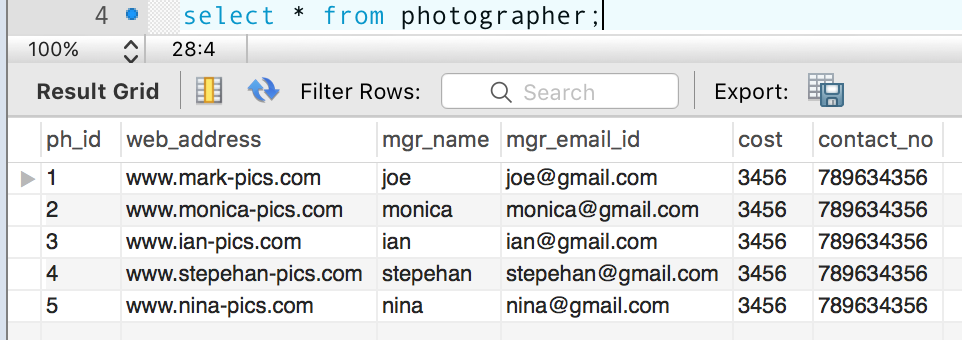 4 select * from photographer;
100% 28:4
Result Grid Filter Rows: Search Export:
ph_id web_address mgr_name mgr_email_id cost contact_no
1 www.mark-pics.com joe joe@gmail.com 3456 789634356
2 www.monica-pics.com monica monica@gmail.com 3456 789634356
3 www.ian-pics.com ian ian@gmail.com 3456 789634356
4 www.stepehan-pics.com stepehan stepehan@gmail.com 3456 789634356
5 www.nina-pics.com nina nina@gmail.com 3456 789634356